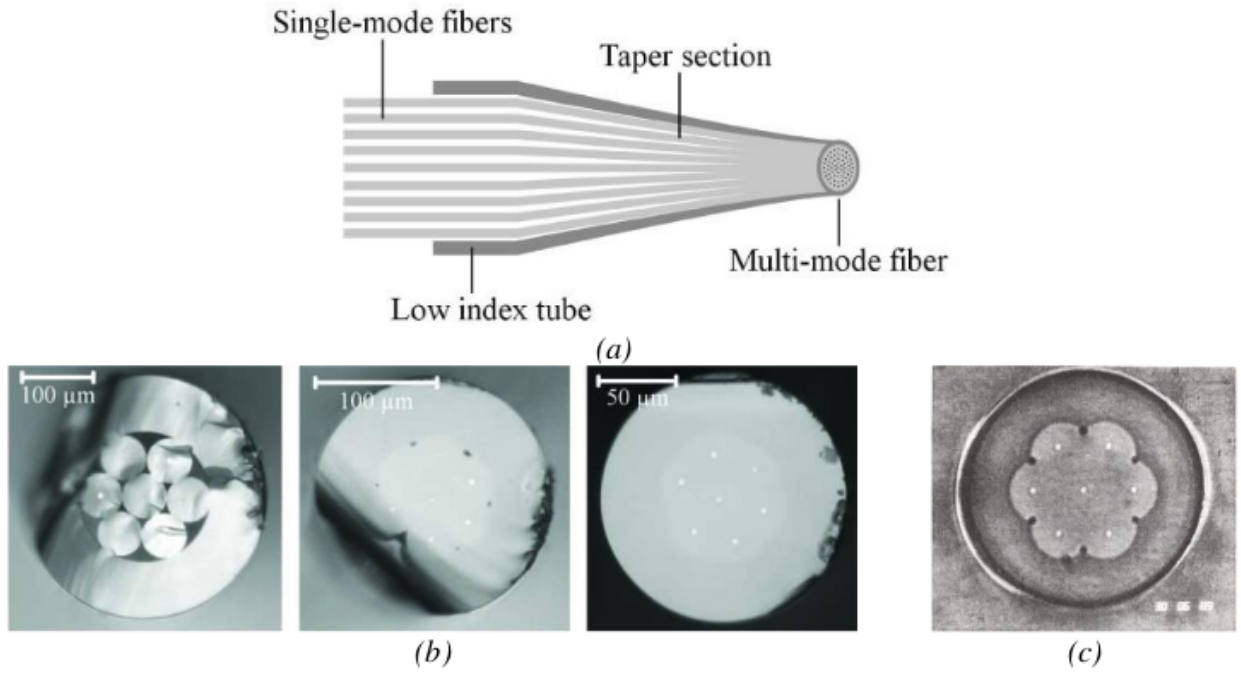 Single-mode fibers
Taper section
Multi-mode fiber
Low index tube
(a)
100 µm
100 µm
50 µm
(b)
(c)